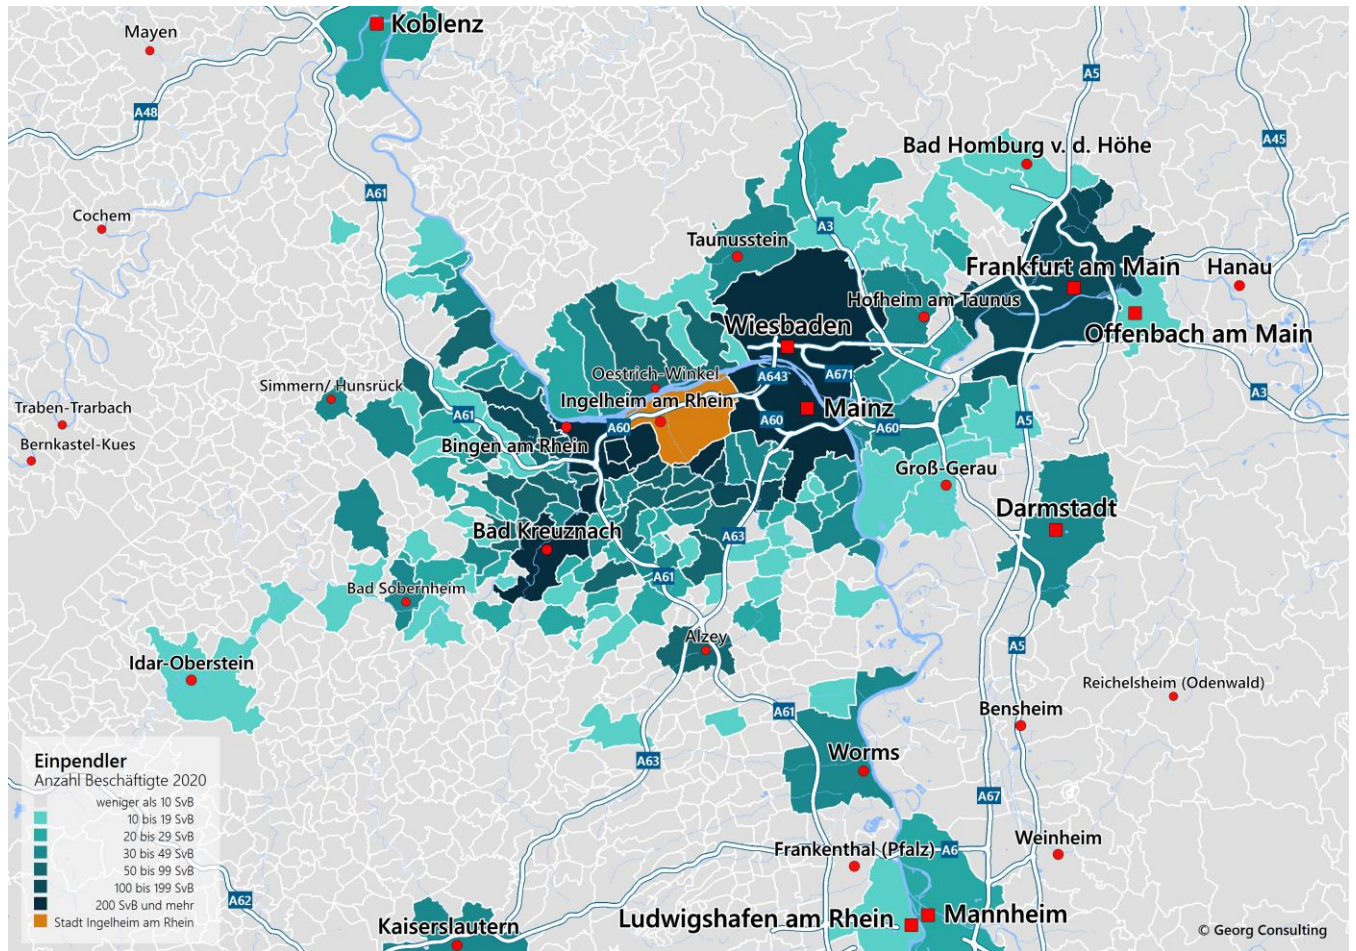 Koblenz
Mayen
A5
A48
A45
Bad Homburg v. d. Höhe
A61
Cochem
A3
Taunusstein
Frankfurt am Main
Hanau
Hofheim am Taunus
Wiesbaden
Offenbach am Main
Oestrich-Winkel
A643
A671
Simmern/ Hunsrück
A3
Ingelheim am Rhein
Mainz
Traben-Trarbach
A61
A60
A60
A60
A5
Bernkastel-Kues
Bingen am Rhein
Groß-Gerau
Darmstadt
Bad Kreuznach
A63
A61
Bad Sobernheim
Alzey
A5
Idar-Oberstein
Reichelsheim (Odenwald)
A61
Bensheim
Worms
A63
A67
Einpendler
Anzahl Beschäftigte 2020
weniger als 10 SvB
10 bis 19 SvB
20 bis 29 SvB
30 bis 49 SvB
50 bis 99 SvB
100 bis 199 SvB
200 SvB und mehr
Stadt Ingelheim am Rhein
Weinheim
Frankenthal (Pfalz)
A6
A62
Kaiserslautern
Ludwigshafen am Rhein
Mannheim
© Georg Consulting